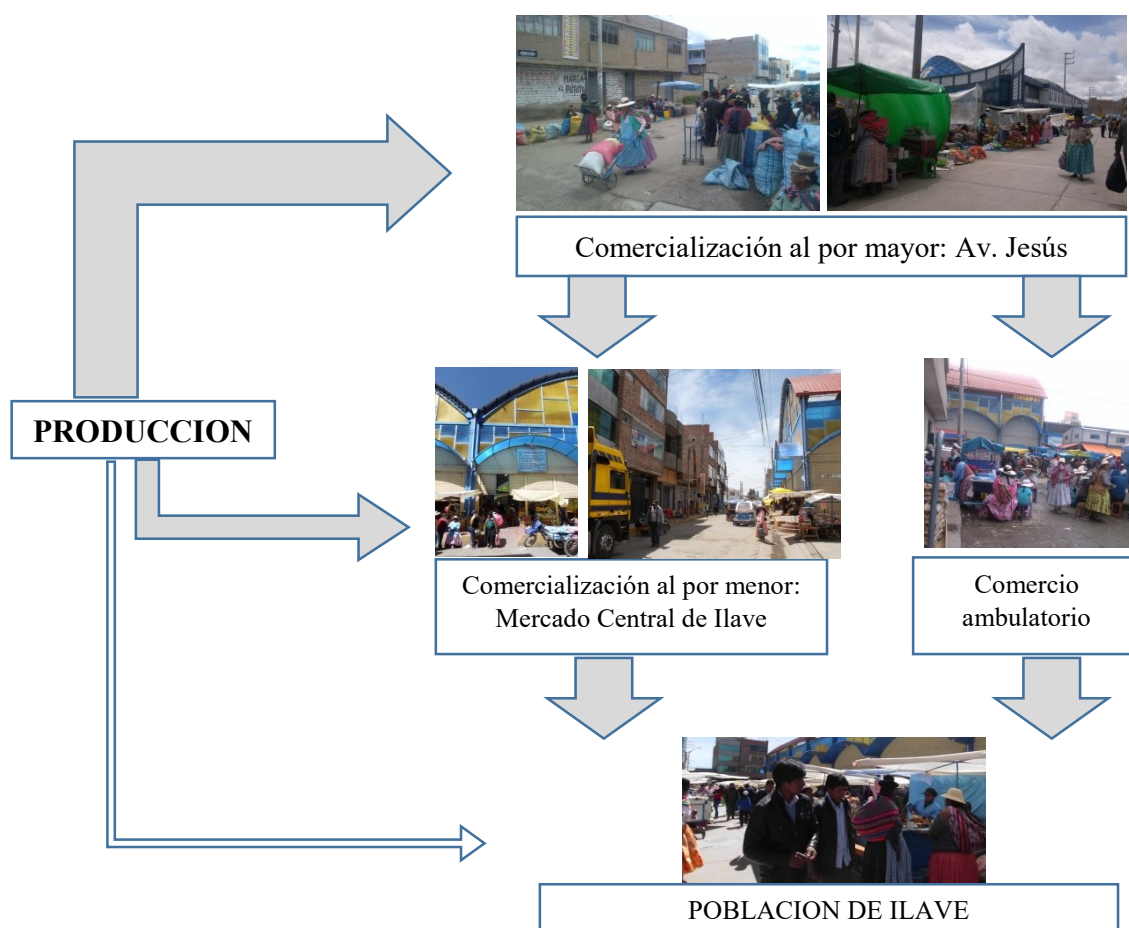 MARCA
Comercialización al por mayor: Av. Jesús
PRODUCCION
Comercialización al por menor:
Mercado Central de Ilave
Comercio
ambulatorio
POBLACION DE ILAVE